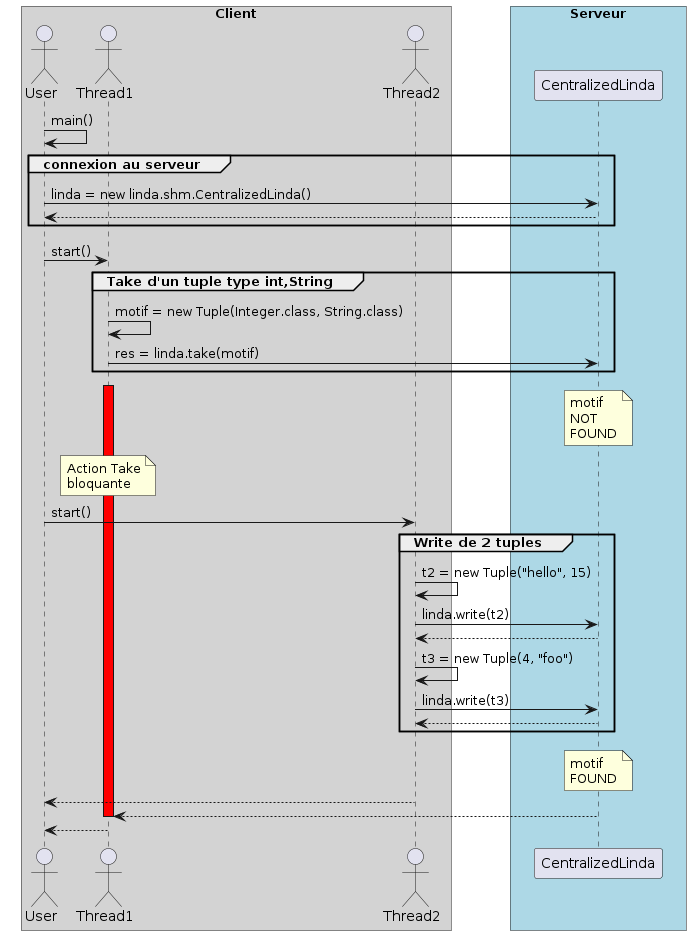 Client
Serveur
User
Thread1
Thread2
CentralizedLinda
main()
connexion au serveur
linda = new linda.shm.CentralizedLinda()
start()
Take d'un tuple type int,String
motif = new Tuple(Integer.class, String.class)
res = linda.take(motif)
motif
NOT
FOUND
Action Take
bloquante
start()
Write de 2 tuples
t2 = new Tuple("hello", 15)
linda.write(t2)
t3 = new Tuple(4, "foo")
linda.write(t3)
motif
FOUND
User
Thread1
Thread2
CentralizedLinda